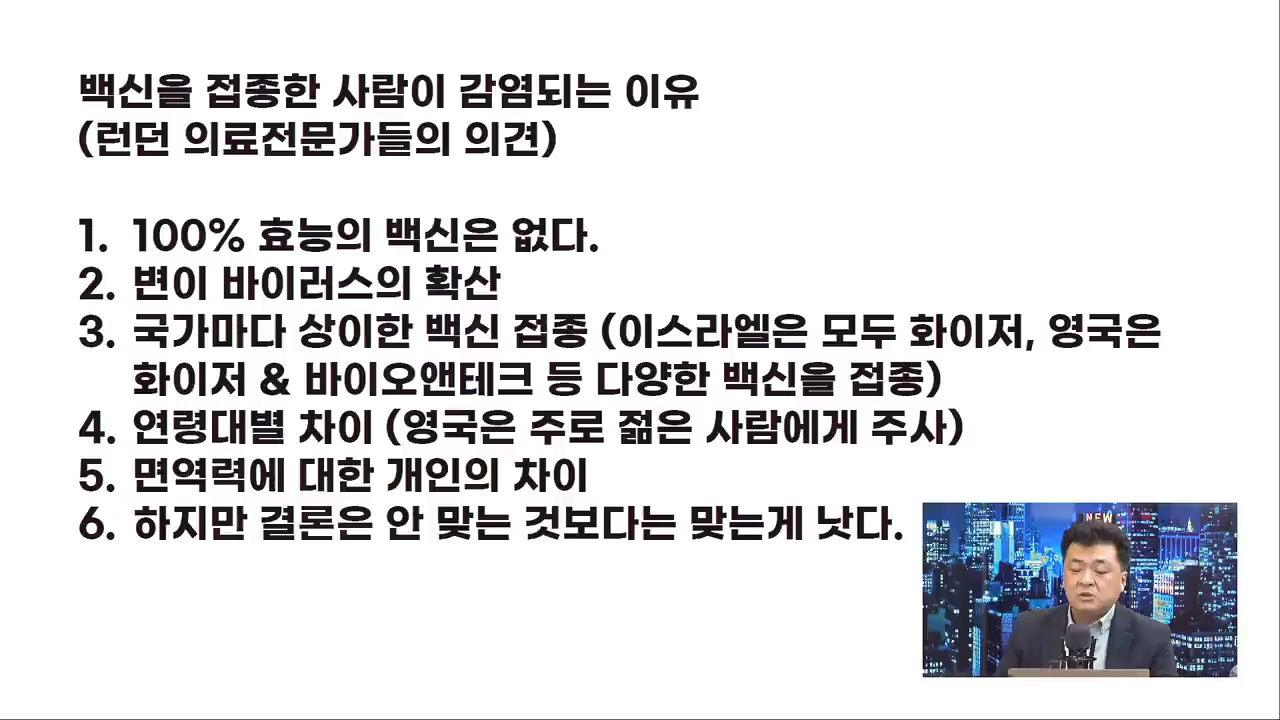 백신을 접종한 사람이 감염되는 이유
(런던 의료전문가들의 의견)
1. 100% 효능의 백신은 없다.
2. 변이 바이러스의 확산
3. 국가마다 상이한 백신 접종 (이스라엘은 모두 화이저, 영국은
화이저 & 바이오앤테크 등 다양한 백신을 접종)
4. 연령대별 차이 (영국은 주로 젊은 사람에게 주사)
5. 면역력에 대한 개인의 차이
6. 하지만 결론은 안 맞는 것보다는 맞는게 낫다.
NEW